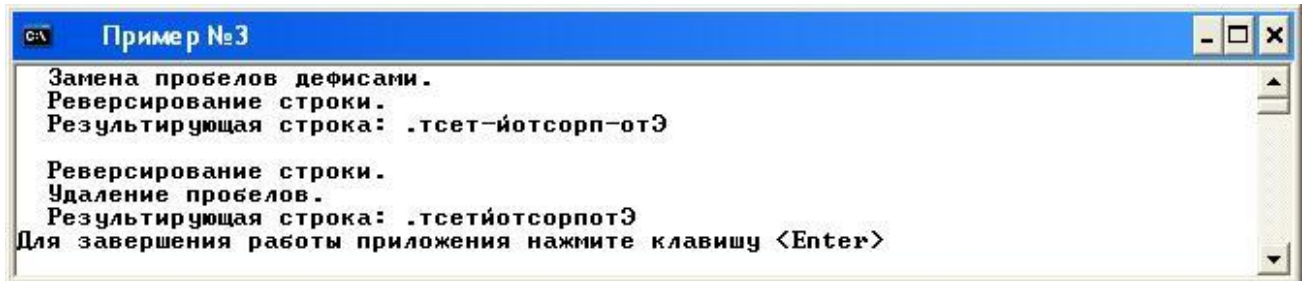 Пример №3
Замена пробелов дефисами.
Реверсирование строки.
Результирующая строка: .тсет-йотсорп-отЭ
Реверсирование строки.
Удаление пробелов.
Результирующая строка: .тсетйотсорпотЭ
Для завершения работы приложения нажмите клавишу <Enter>